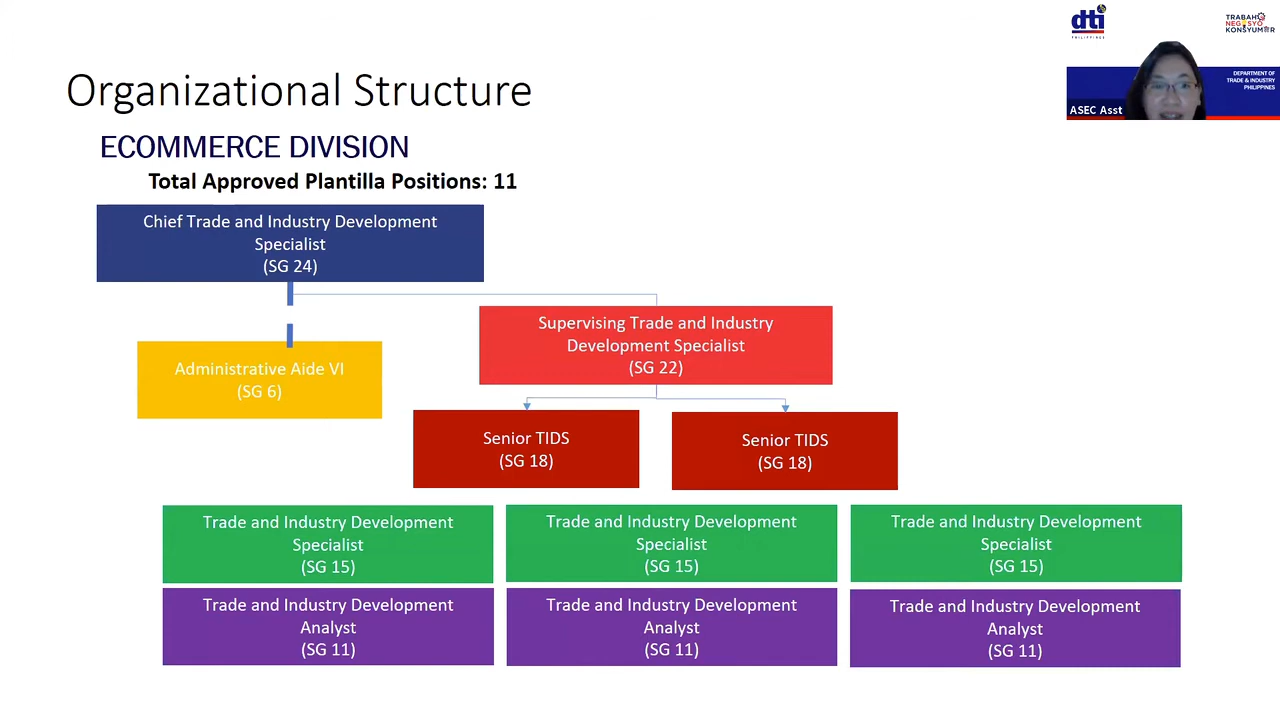 dti
PHILIPPINES
TRABAHO
NEGOSYO
KONSYUMER
DEPARTMENT OF
TRADE & INDUSTRY
PHILIPPINES
ASEC Asst
Organizational Structure
ECOMMERCE DIVISION
Total Approved Plantilla Positions: 11
Chief Trade and Industry Development
Specialist
(SG 24)
Supervising Trade and Industry
Development Specialist
(SG 22)
Administrative Aide VI
(SG 6)
Senior TIDS
(SG 18)
Senior TIDS
(SG 18)
Trade and Industry Development
Specialist
(SG 15)
Trade and Industry Development
Specialist
(SG 15)
Trade and Industry Development
Specialist
(SG 15)
Trade and Industry Development
Analyst
(SG 11)
Trade and Industry Development
Analyst
(SG 11)
Trade and Industry Development
Analyst
(SG 11)